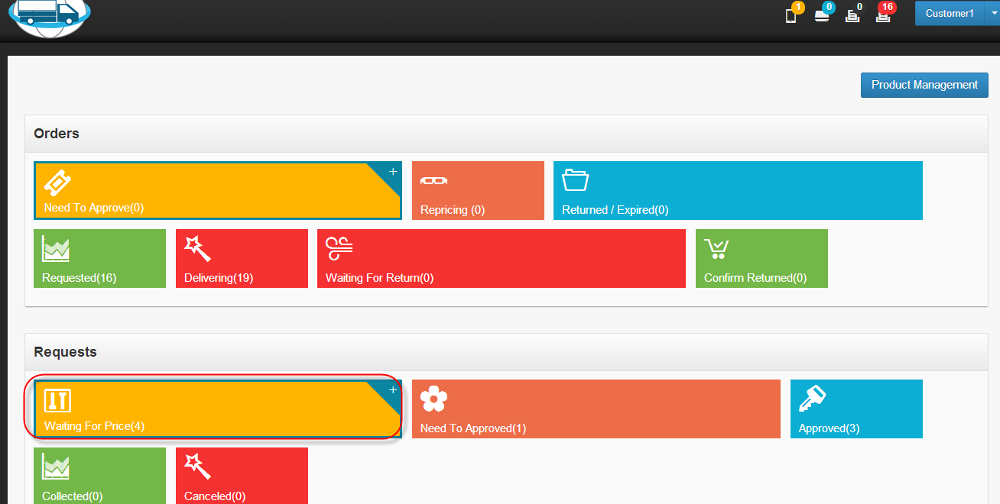 1 0 0 16 Customer1
Product Management
Orders
+
Need To Approve(0) Repricing (0) Returned / Expired(0)
Requested(16) Delivering(19) Waiting For Return(0) Confirm Returned(0)
Requests
+
Waiting For Price(4) Need To Approved(1) Approved(3)
Collected(0) Canceled(0)